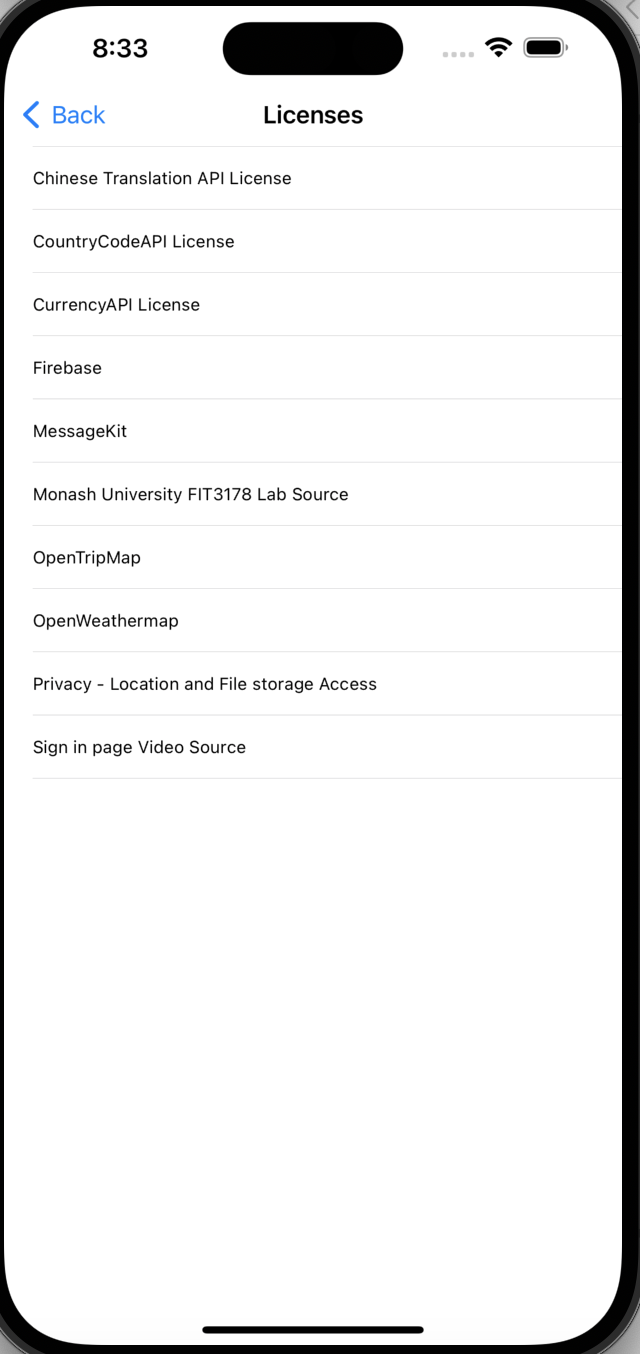 8:33
Back
Licenses
Chinese Translation API License
CountryCodeAPI License
CurrencyAPI License
Firebase
MessageKit
Monash University FIT3178 Lab Source
OpenTripMap
OpenWeathermap
Privacy - Location and File storage Access
Sign in page Video Source